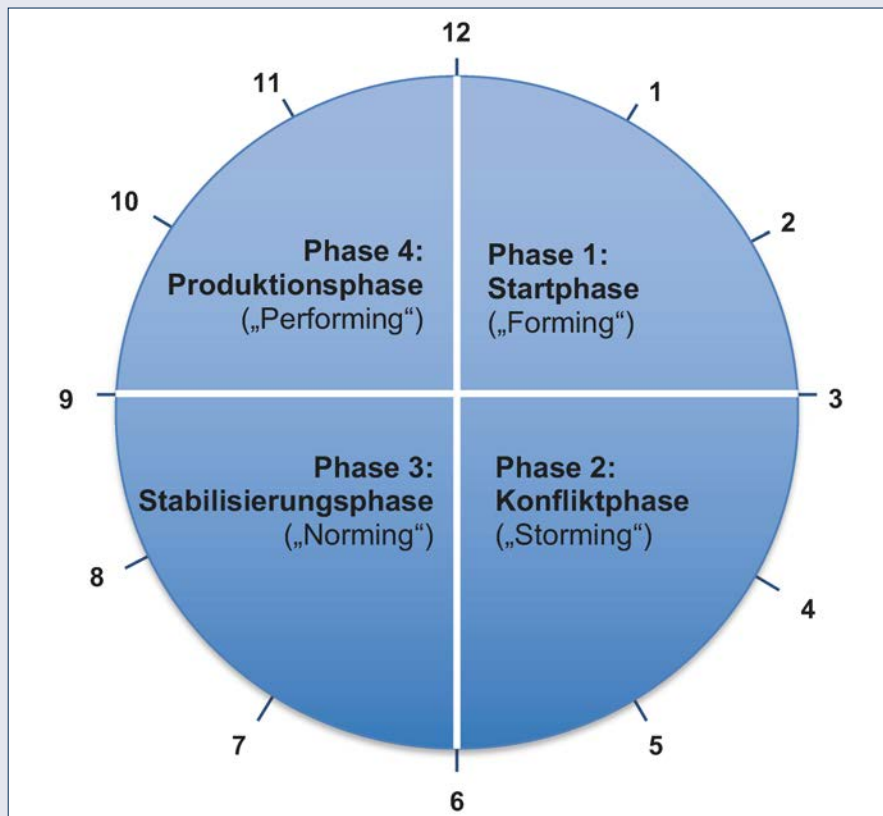 12
11
1
10
2
Phase 4:
Produktionsphase
(„Performing“)
Phase 1:
Startphase
(„Forming“)
9
3
Phase 3:
Stabilisierungsphase
(„Norming“)
Phase 2:
Konfliktphase
(„Storming“)
8
4
7
5
6